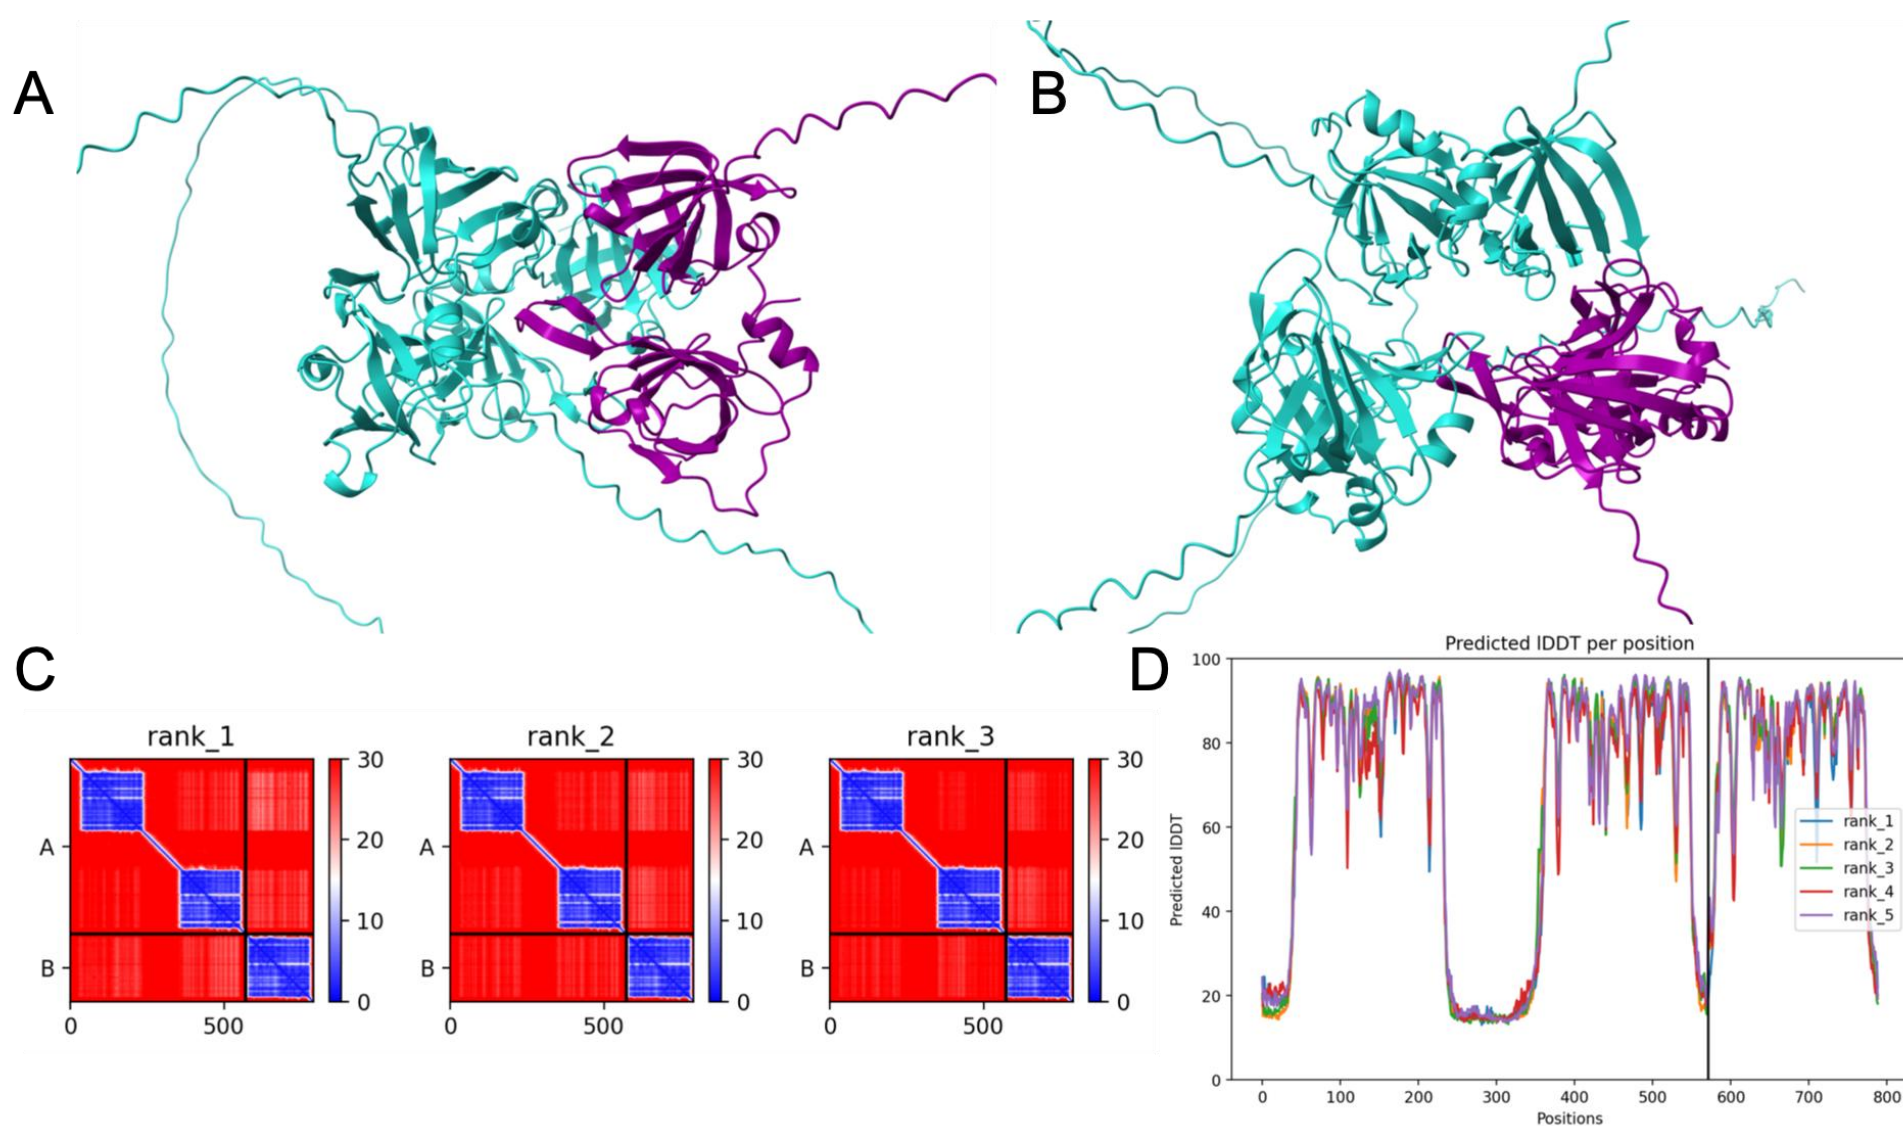 A
B
C
D
rank_1
rank_2
rank_3
30
20
10
0
30
20
10
0
30
20
10
0
A
B
A
B
A
B
0
500
0
500
0
500
Predicted lDDT per position
Predicted lDDT
100
80
60
40
20
0
rank_1
rank_2
rank_3
rank_4
rank_5
0
100
200
300
400
500
600
700
800
Positions